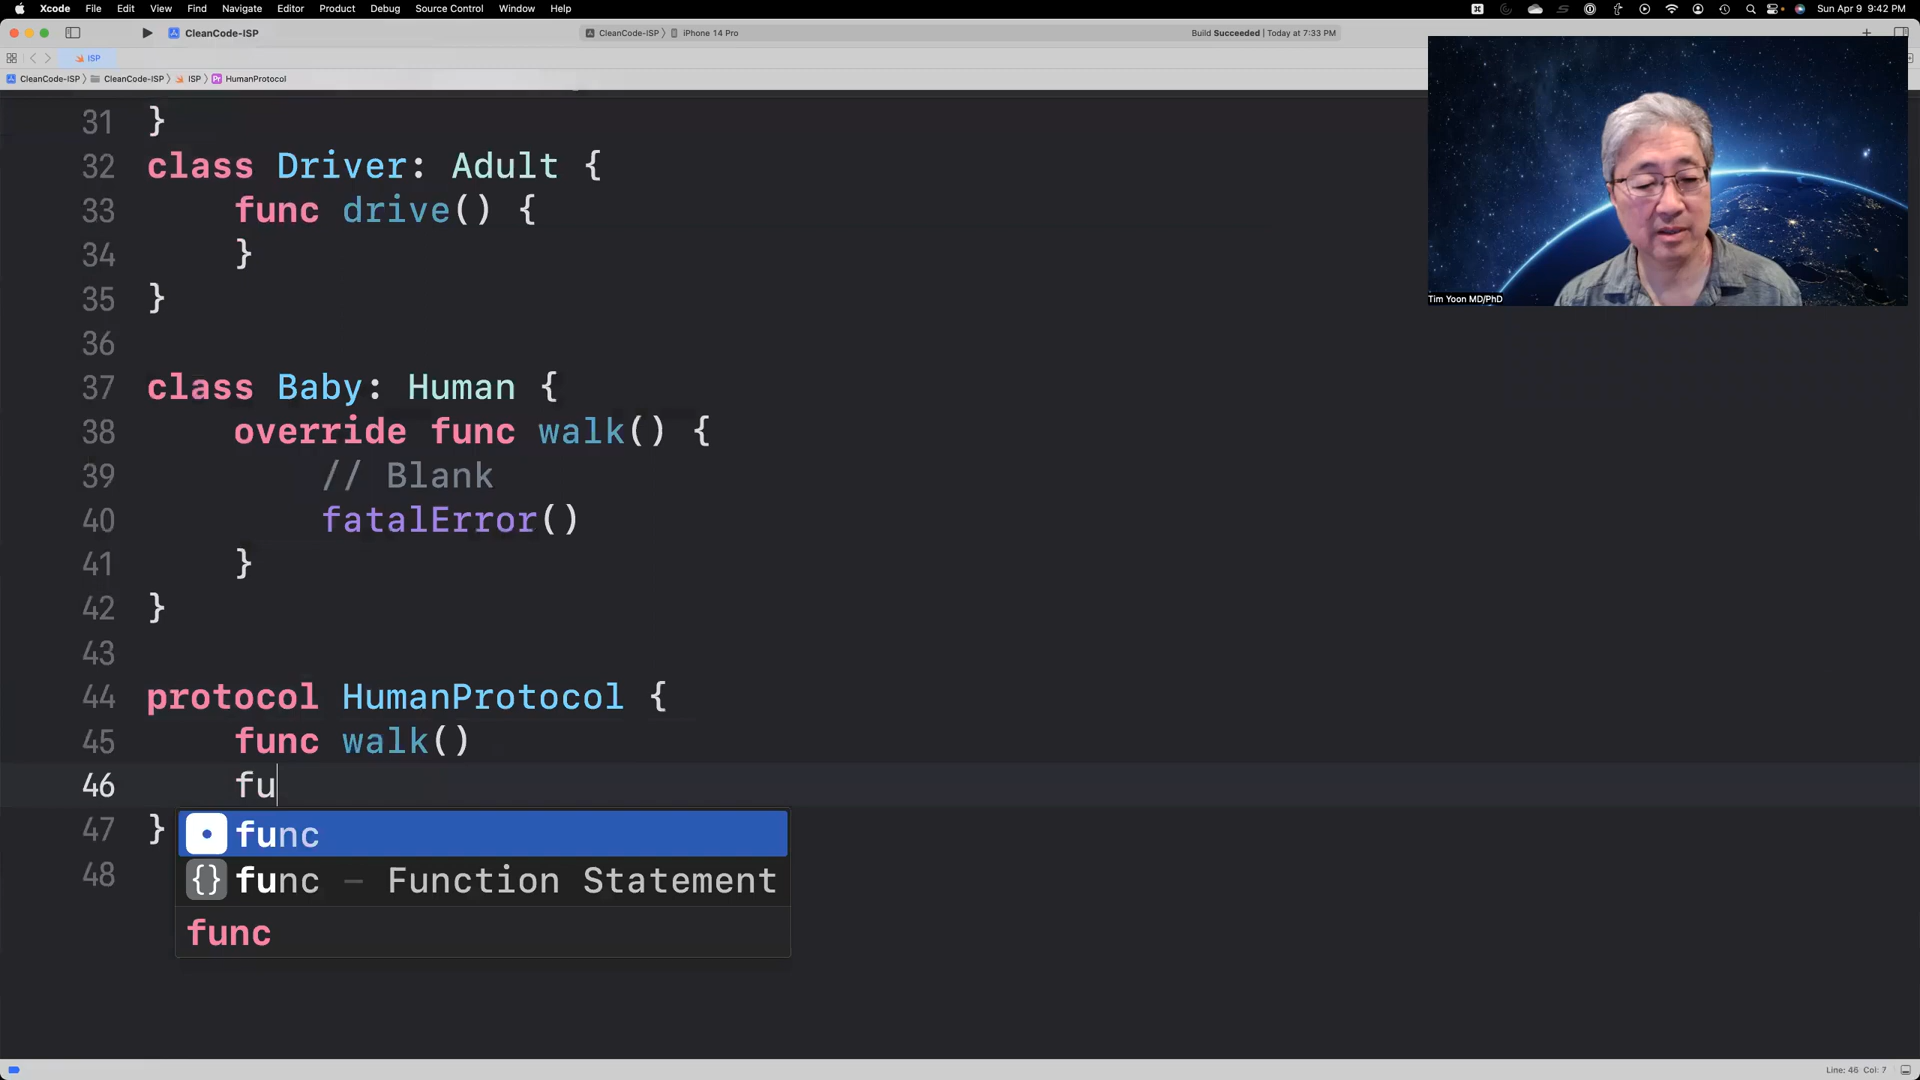 Xcode File Edit View Find Navigate Editor Product Debug Source Control Window Help Sun Apr 9 9:42 PM
CleanCode-ISP CleanCode-ISP 〉 iPhone 14 Pro Build Succeeded | Today at 7:33 PM
ISP
CleanCode-ISP 〉 CleanCode-ISP 〉 ISP 〉 Pr HumanProtocol
31 }
32 class Driver: Adult {
33 func drive() {
34 }
35 }
36
37 class Baby: Human {
38 override func walk() {
39 // Blank
40 fatalError()
41 }
42 }
43
44 protocol HumanProtocol {
45 func walk()
46 fu
47 }
48
func
{} func – Function Statement
func
Tim Yoon MD/PhD
Line: 46 Col: 7